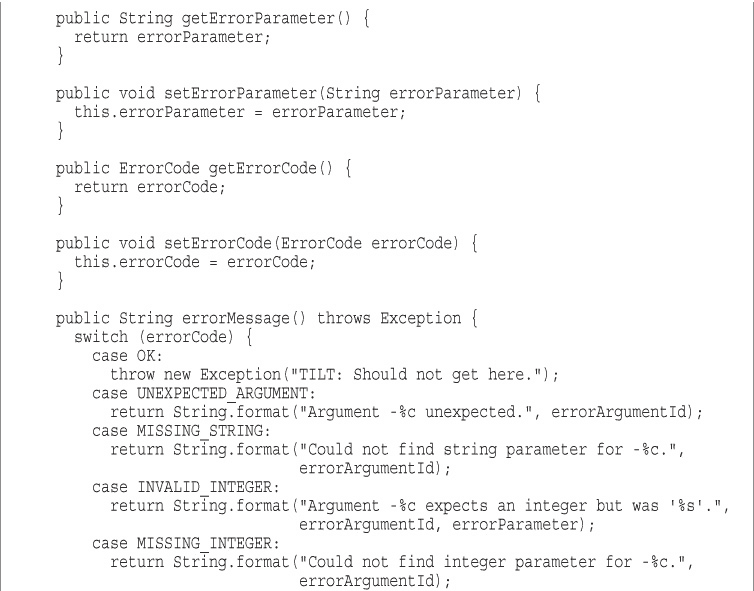 public String getErrorParameter() {
  return errorParameter;
}

public void setErrorParameter(String errorParameter) {
  this.errorParameter = errorParameter;
}

public ErrorCode getErrorCode() {
  return errorCode;
}

public void setErrorCode(ErrorCode errorCode) {
  this.errorCode = errorCode;
}

public String errorMessage() throws Exception {
  switch (errorCode) {
    case OK:
      throw new Exception("TILT: Should not get here.");
    case UNEXPECTED_ARGUMENT:
      return String.format("Argument -%c unexpected.", errorArgumentId);
    case MISSING_STRING:
      return String.format("Could not find string parameter for -%c.",
                           errorArgumentId);
    case INVALID_INTEGER:
      return String.format("Argument -%c expects an integer but was '%s'.",
                           errorArgumentId, errorParameter);
    case MISSING_INTEGER:
      return String.format("Could not find integer parameter for -%c.",
                           errorArgumentId);